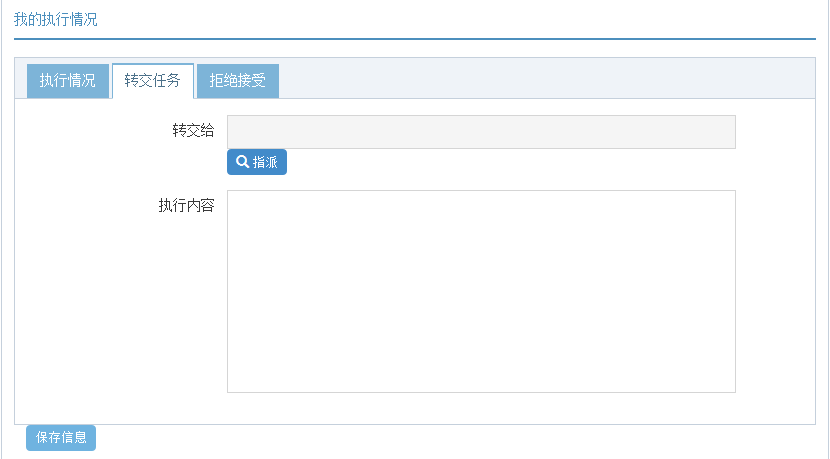 我的执行情况
执行情况 转交任务 拒绝接受
转交给
指派
执行内容
保存信息